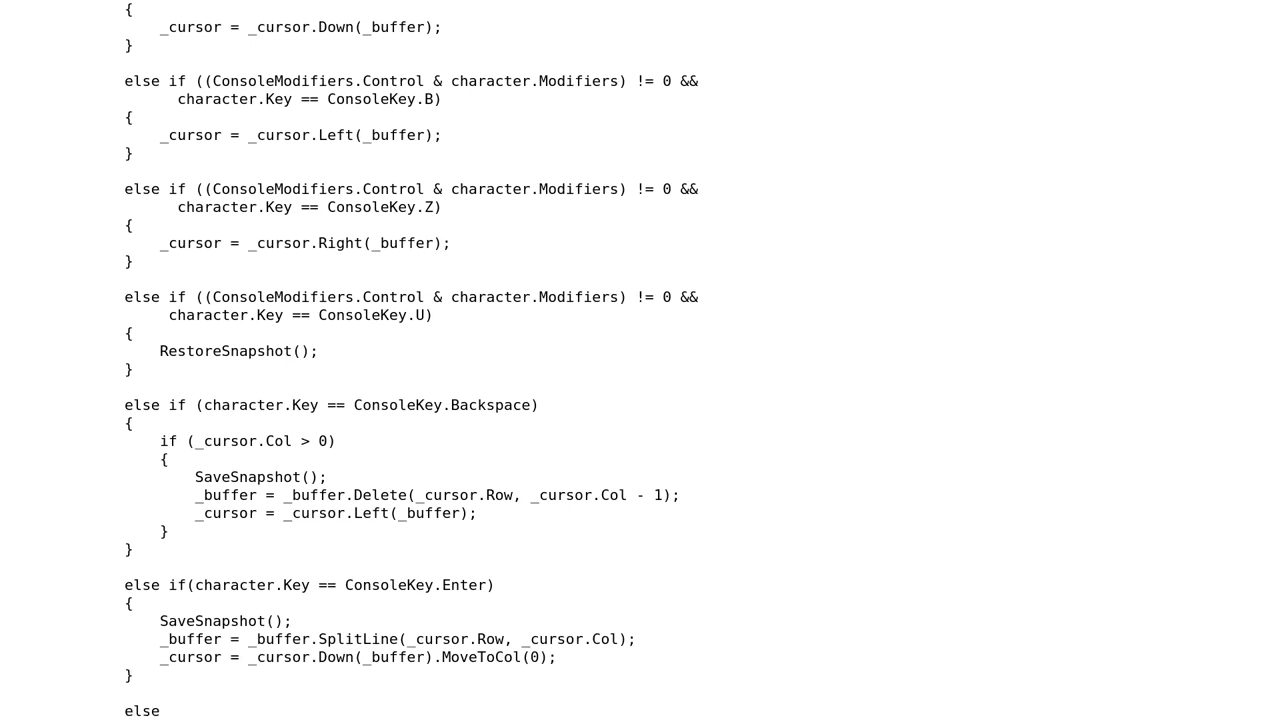 {
    _cursor = _cursor.Down(_buffer);
}

else if ((ConsoleModifiers.Control & character.Modifiers) != 0 &&
      character.Key == ConsoleKey.B)
{
    _cursor = _cursor.Left(_buffer);
}

else if ((ConsoleModifiers.Control & character.Modifiers) != 0 &&
      character.Key == ConsoleKey.Z)
{
    _cursor = _cursor.Right(_buffer);
}

else if ((ConsoleModifiers.Control & character.Modifiers) != 0 &&
     character.Key == ConsoleKey.U)
{
    RestoreSnapshot();
}

else if (character.Key == ConsoleKey.Backspace)
{
    if (_cursor.Col > 0)
    {
        SaveSnapshot();
        _buffer = _buffer.Delete(_cursor.Row, _cursor.Col - 1);
        _cursor = _cursor.Left(_buffer);
    }
}

else if(character.Key == ConsoleKey.Enter)
{
    SaveSnapshot();
    _buffer = _buffer.SplitLine(_cursor.Row, _cursor.Col);
    _cursor = _cursor.Down(_buffer).MoveToCol(0);
}

else